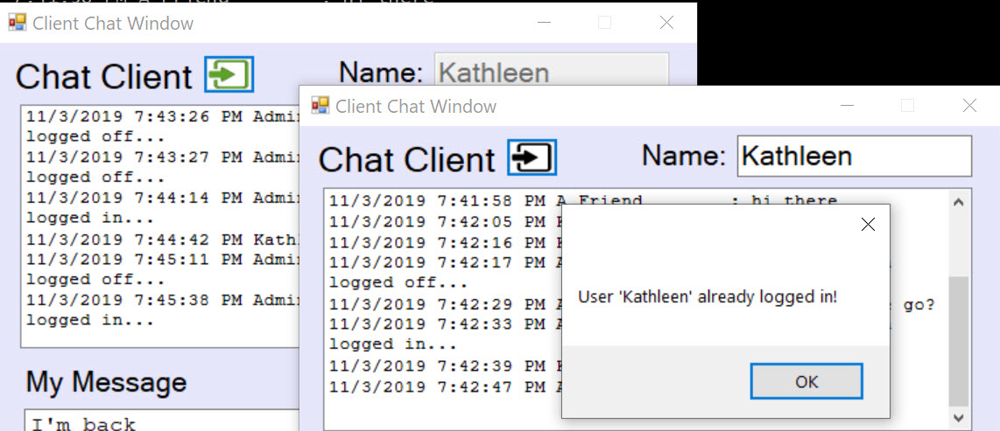 Client Chat Window
Chat Client
Name: Kathleen
11/3/2019 7:43:26 PM Admin
logged off...
11/3/2019 7:43:27 PM Admi
logged off...
11/3/2019 7:44:14 PM Admi
logged in...
11/3/2019 7:44:42 PM Kath
11/3/2019 7:45:11 PM Admi
logged off...
11/3/2019 7:45:38 PM Admi
logged in...
My Message
I'm back
Client Chat Window
Chat Client
Name: Kathleen
11/3/2019 7:41:58 PM A Friend : hi there
11/3/2019 7:42:05 PM
11/3/2019 7:42:16 PM
11/3/2019 7:42:17 PM
logged off...
11/3/2019 7:42:29 PM go?
11/3/2019 7:42:33 PM
logged in...
11/3/2019 7:42:39 PM
11/3/2019 7:42:47 PM
User 'Kathleen' already logged in!
OK